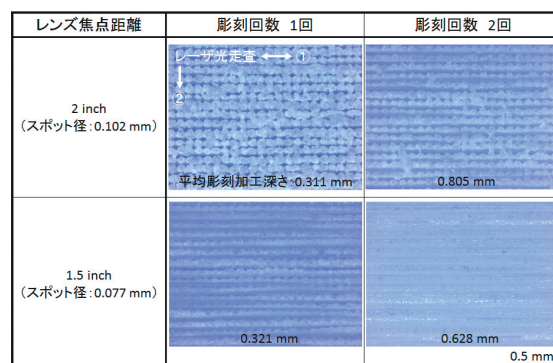 レンズ焦点距離
彫刻回数 1回
彫刻回数 2回
2 inch
（スポット径：0.102 mm）
レーザ光走査 ①
②
平均彫刻加工深さ：0.311 mm
0.805 mm
1.5 inch
（スポット径：0.077 mm）
0.321 mm
0.628 mm
0.5 mm